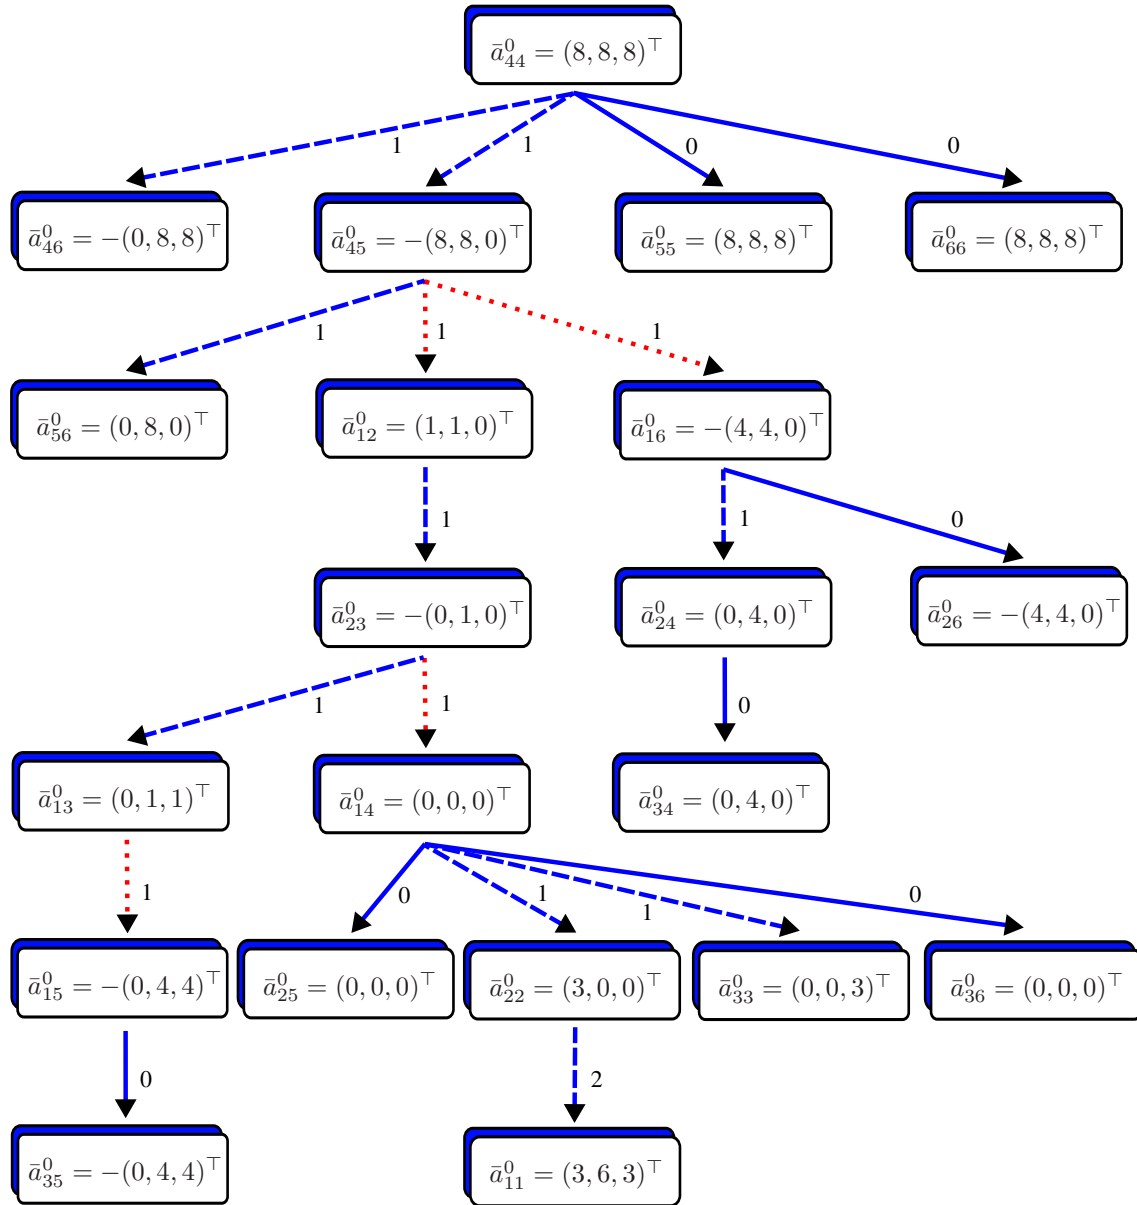 ā⁰₄₄ = (8, 8, 8)⊤
1 1 0 0
ā⁰₄₆ = −(0, 8, 8)⊤
ā⁰₄₅ = −(8, 8, 0)⊤
ā⁰₅₅ = (8, 8, 8)⊤
ā⁰₆₆ = (8, 8, 8)⊤
1 1 1
ā⁰₅₆ = (0, 8, 0)⊤
ā⁰₁₂ = (1, 1, 0)⊤
ā⁰₁₆ = −(4, 4, 0)⊤
1 1 0
ā⁰₂₃ = −(0, 1, 0)⊤
ā⁰₂₄ = (0, 4, 0)⊤
ā⁰₂₆ = −(4, 4, 0)⊤
1 1 0
ā⁰₁₃ = (0, 1, 1)⊤
ā⁰₁₄ = (0, 0, 0)⊤
ā⁰₃₄ = (0, 4, 0)⊤
1 0 1 1 0
ā⁰₁₅ = −(0, 4, 4)⊤
ā⁰₂₅ = (0, 0, 0)⊤
ā⁰₂₂ = (3, 0, 0)⊤
ā⁰₃₃ = (0, 0, 3)⊤
ā⁰₃₆ = (0, 0, 0)⊤
0 2
ā⁰₃₅ = −(0, 4, 4)⊤
ā⁰₁₁ = (3, 6, 3)⊤